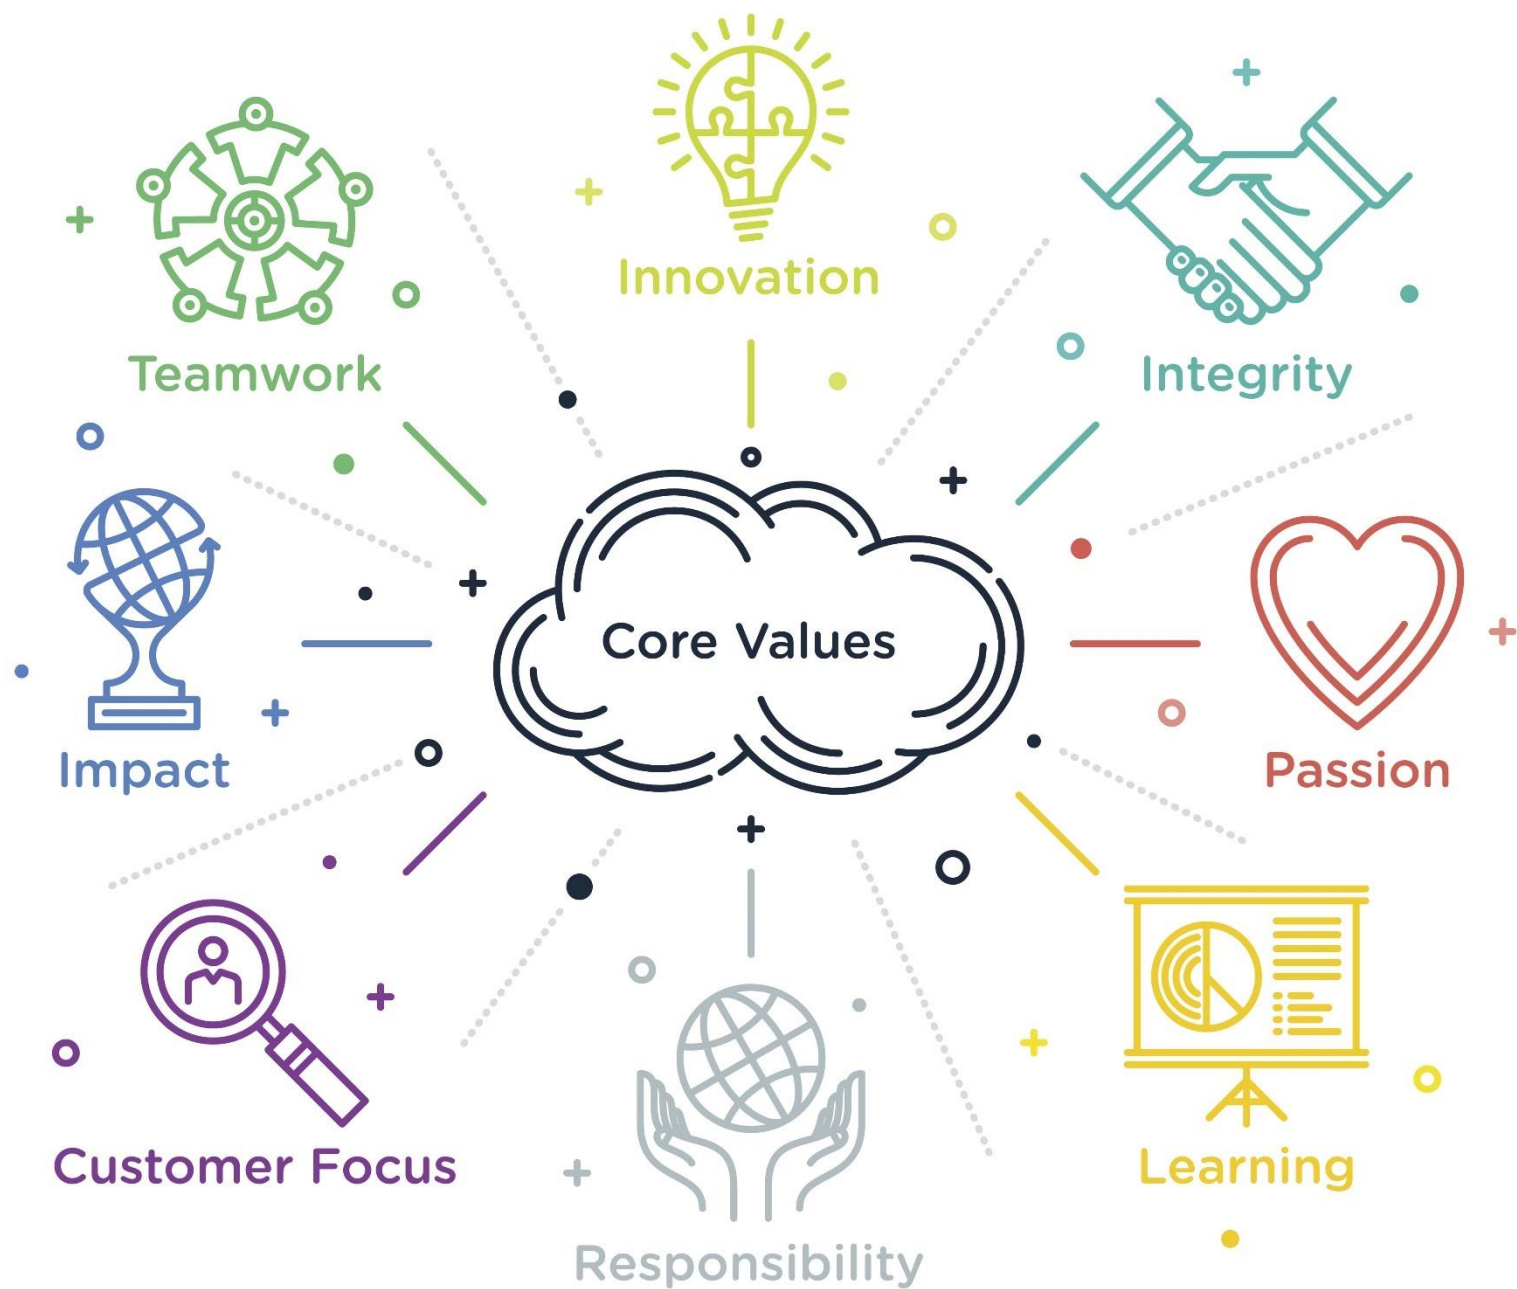 Innovation
Teamwork
Integrity
Core Values
Impact
Passion
Customer Focus
Learning
Responsibility